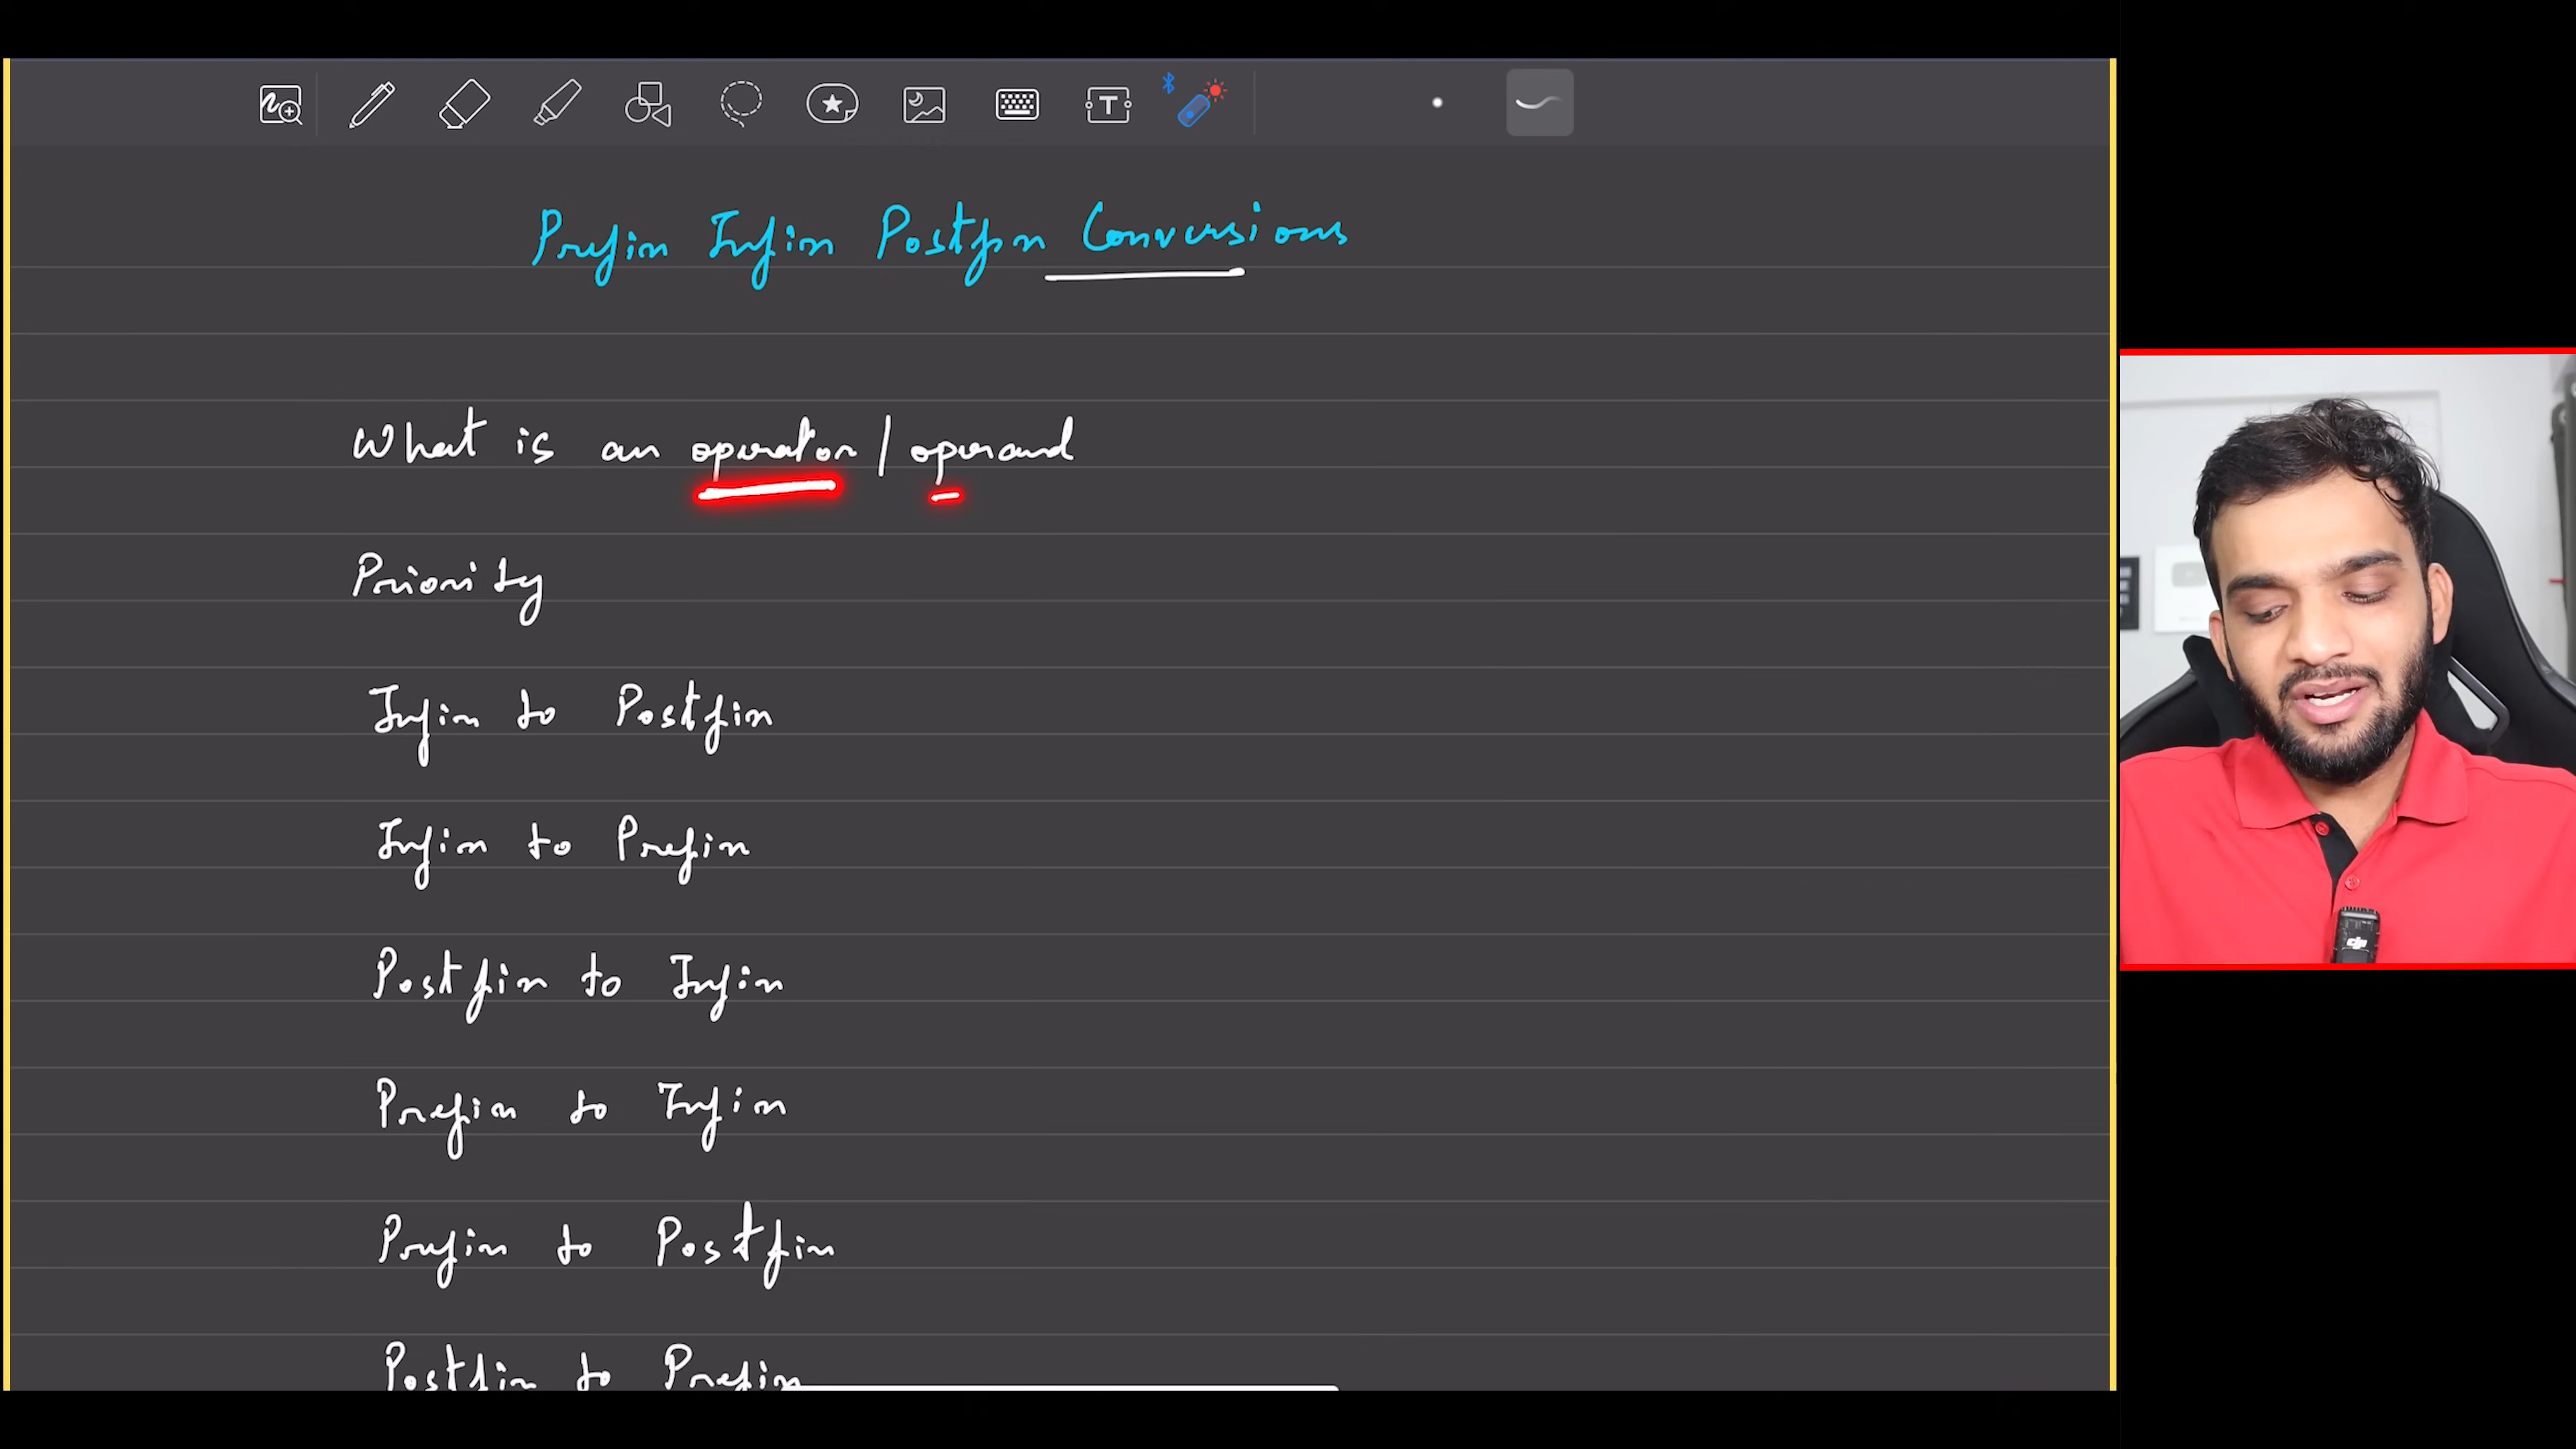 Prefix Infix Postfix Conversions
What is an operator / operand
Priority
Infix to Postfix
Infix to Prefix
Postfix to Infix
Prefix to Infix
Prefix to Postfix
Postfix to Prefix
T
dji